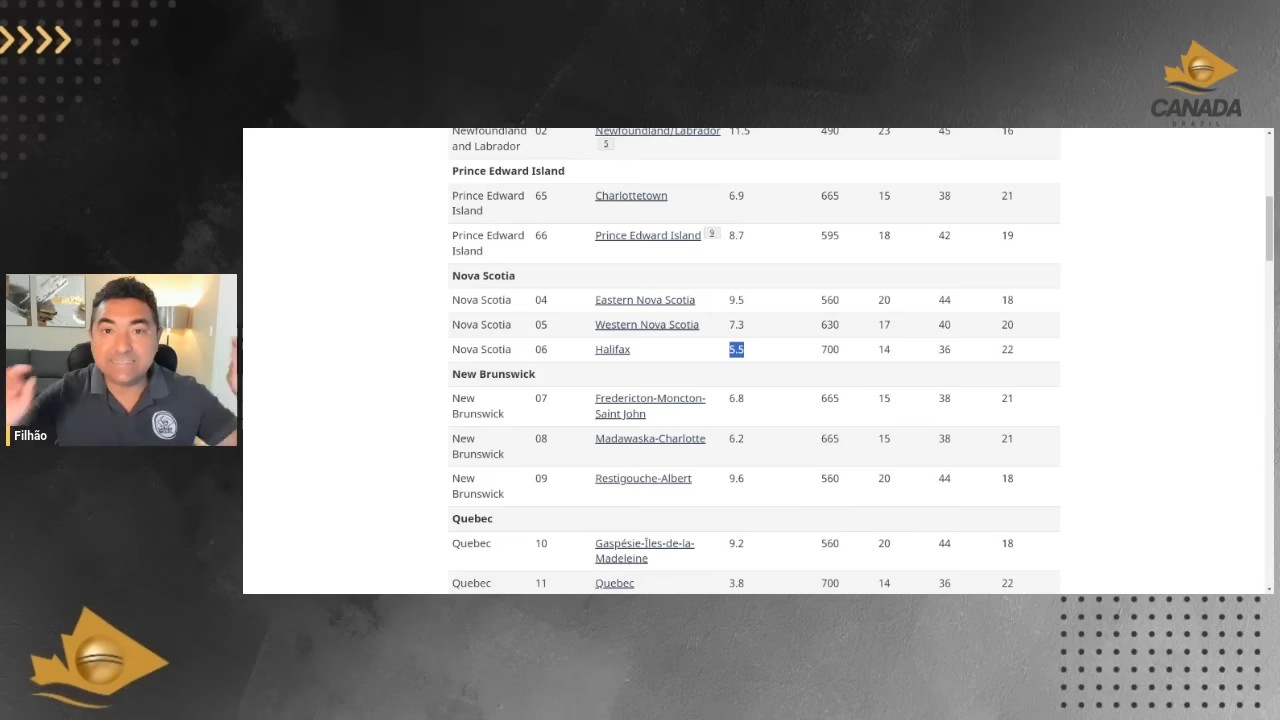 CANADA
BRAZIL
Newfoundland 02 Newfoundland/Labrador 11.5 490 23 45 16
and Labrador 5
Prince Edward Island
Prince Edward 65 Charlottetown 6.9 665 15 38 21
Island
Prince Edward 66 Prince Edward Island 9 8.7 595 18 42 19
Island
Nova Scotia
Nova Scotia 04 Eastern Nova Scotia 9.5 560 20 44 18
Nova Scotia 05 Western Nova Scotia 7.3 630 17 40 20
Nova Scotia 06 Halifax 5.5 700 14 36 22
New Brunswick
New 07 Fredericton-Moncton- 6.8 665 15 38 21
Brunswick Saint John
New 08 Madawaska-Charlotte 6.2 665 15 38 21
Brunswick
New 09 Restigouche-Albert 9.6 560 20 44 18
Brunswick
Quebec
Quebec 10 Gaspésie-Îles-de-la- 9.2 560 20 44 18
Madeleine
Quebec 11 Quebec 3.8 700 14 36 22
Filhão